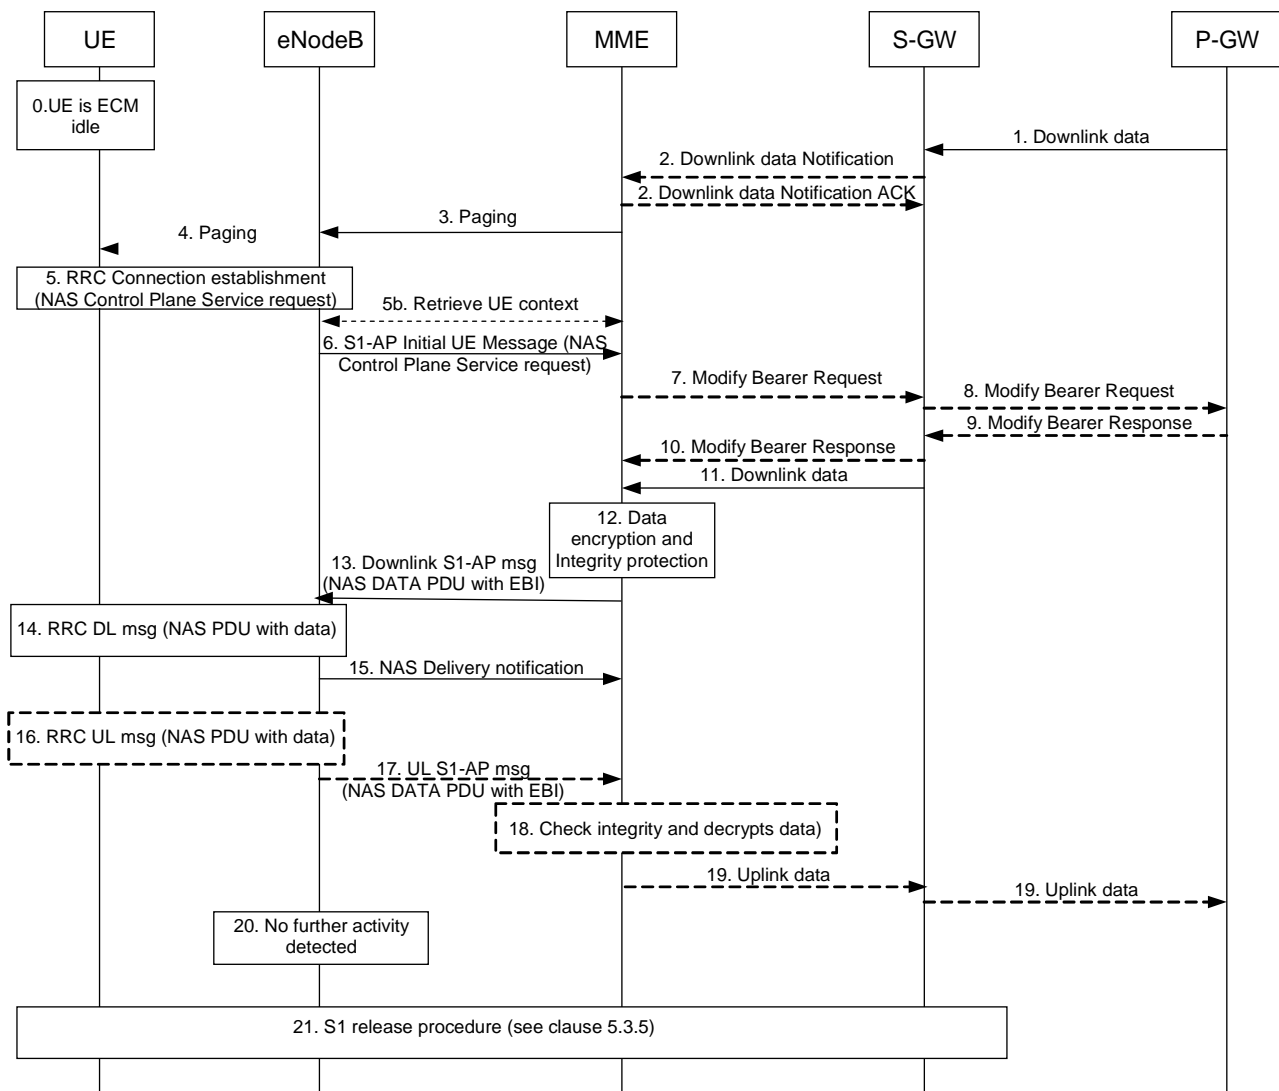 UE
eNodeB
MME
S-GW
P-GW
0.UE is ECM
idle
1. Downlink data
2. Downlink data Notification
2. Downlink data Notification ACK
3. Paging
4. Paging
5. RRC Connection establishment
(NAS Control Plane Service request)
5b. Retrieve UE context
6. S1-AP Initial UE Message (NAS
Control Plane Service request)
7. Modify Bearer Request
8. Modify Bearer Request
9. Modify Bearer Response
10. Modify Bearer Response
11. Downlink data
12. Data
encryption and
Integrity protection
13. Downlink S1-AP msg
(NAS DATA PDU with EBI)
14. RRC DL msg (NAS PDU with data)
15. NAS Delivery notification
16. RRC UL msg (NAS PDU with data)
17. UL S1-AP msg
(NAS DATA PDU with EBI)
18. Check integrity and decrypts data)
19. Uplink data
19. Uplink data
20. No further activity
detected
21. S1 release procedure (see clause 5.3.5)